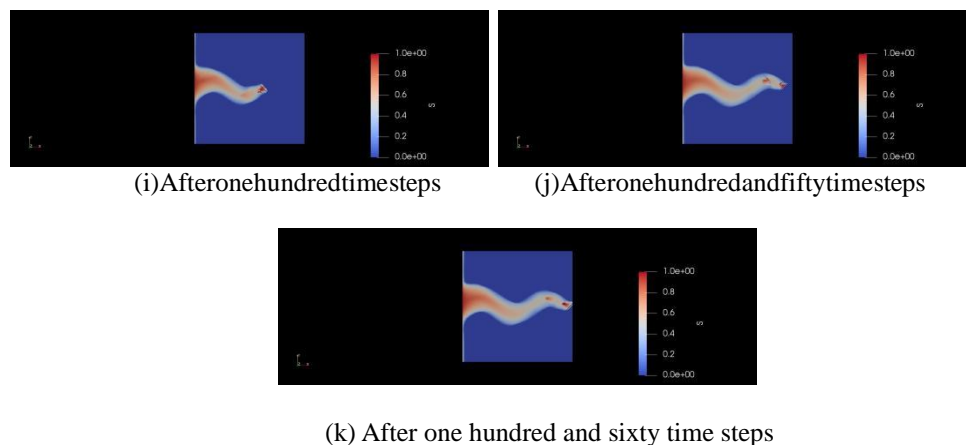 1.0e+00
0.8
0.6
0.4
0.2
0.0e+00
S
(i)Afteronehundredtimesteps
1.0e+00
0.8
0.6
0.4
0.2
0.0e+00
S
(j)Afteronehundredandfiftytimesteps
1.0e+00
0.8
0.6
0.4
0.2
0.0e+00
S
(k) After one hundred and sixty time steps